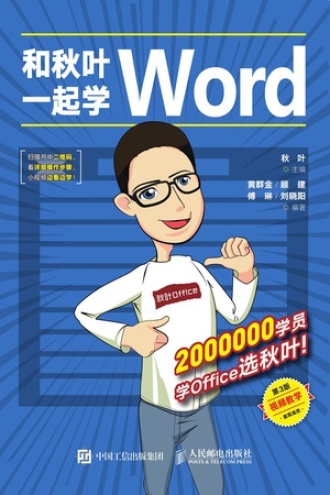 和秋叶
一起学
Word
扫描书中二维码,
看详细操作步骤,
小视频边看边学!
秋 叶
◎主编
黄群金／顾 建
傅 琳／刘晓阳
◎编著
秋叶Office
2000000学员
学Office选秋叶!
第3版
视频教学
中国工信出版集团
人民邮电出版社
POSTS & TELECOM PRESS